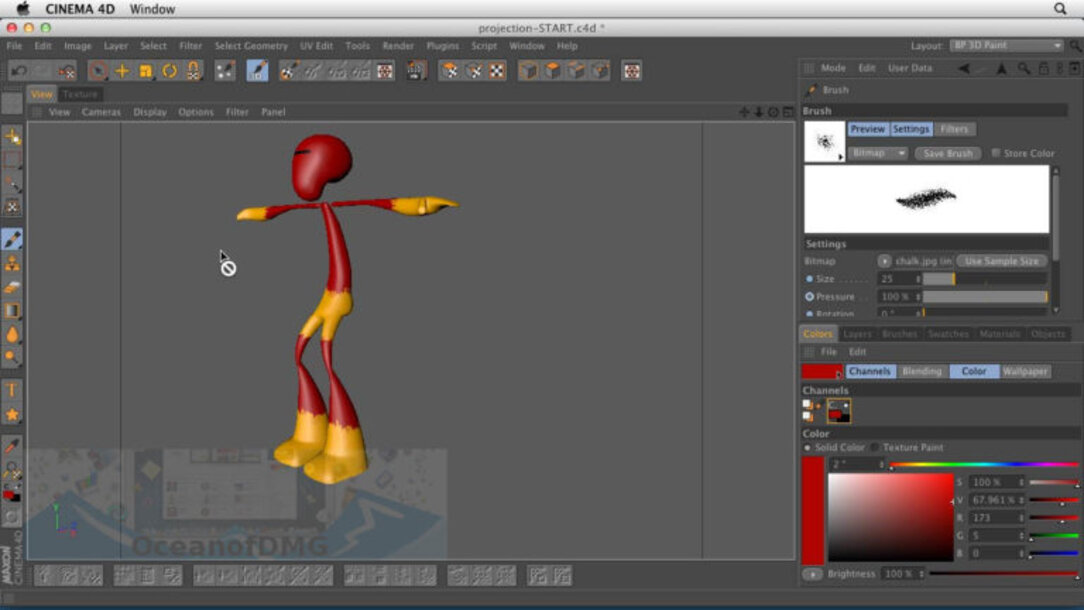 CINEMA 4D Window
projection-START.c4d *
File Edit Image Layer Select Filter Select Geometry UV Edit Tools Render Plugins Script Window Help Layout: BP 3D Paint
Mode Edit User Data
View Texture
Brush
View Cameras Display Options Filter Panel
Brush
Preview Settings Filters
Bitmap Save Brush Store Color
Settings
Bitmap chalk.jpg lin Use Sample Size
Size 25
Pressure 100 %
Rotation 0 °
Colors Layers Brushes Swatches Materials Objects
File Edit
Channels Blending Color Wallpaper
Channels
Color
Solid Color Texture Paint
2 °
S 100 %
V 67.961 %
R 173
G 5
B 0
Brightness 100 %
T
Y
OceanofDMG
MAXON
CINEMA 4D